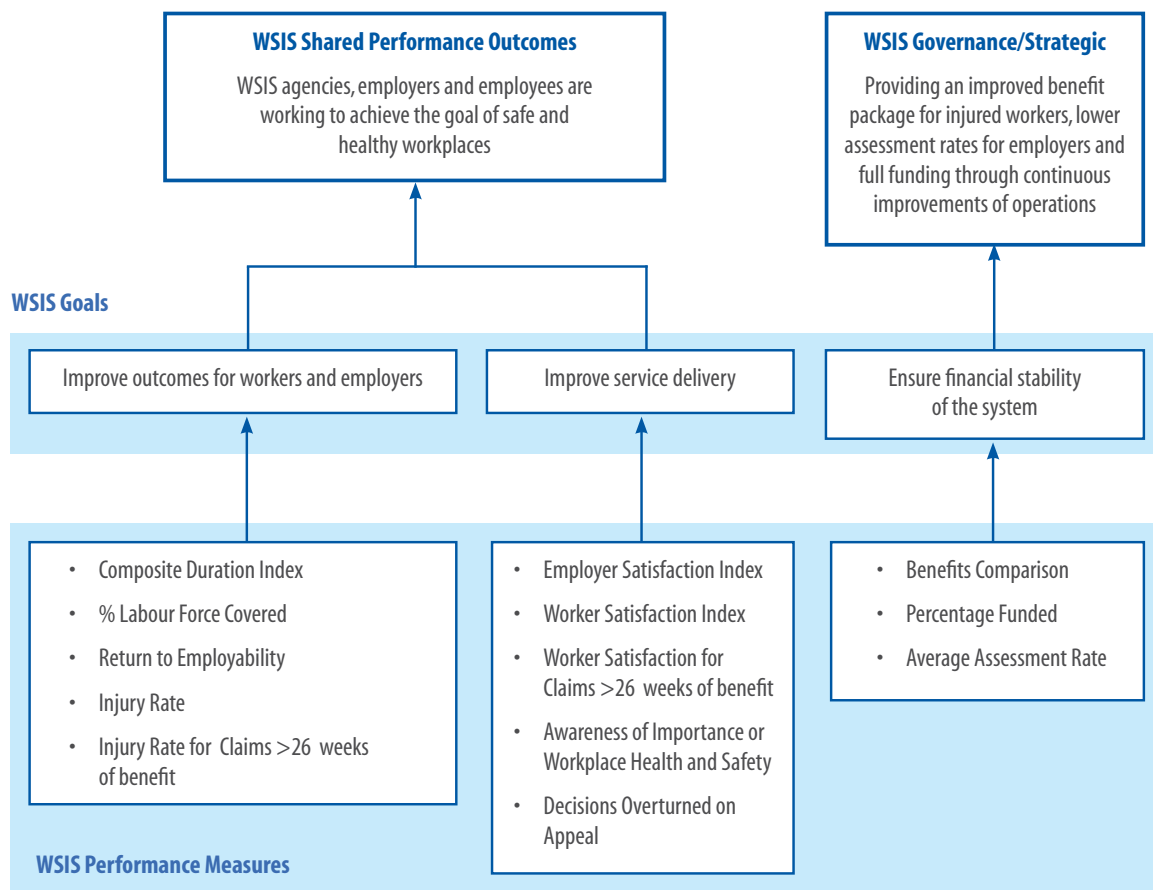 WSIS Shared Performance Outcomes
WSIS agencies, employers and employees are
working to achieve the goal of safe and
healthy workplaces
WSIS Governance/Strategic
Providing an improved benefit
package for injured workers, lower
assessment rates for employers and
full funding through continuous
improvements of operations
WSIS Goals
Improve outcomes for workers and employers
Improve service delivery
Ensure financial stability
of the system
• Composite Duration Index
• % Labour Force Covered
• Return to Employability
• Injury Rate
• Injury Rate for Claims >26 weeks
of benefit
• Employer Satisfaction Index
• Worker Satisfaction Index
• Worker Satisfaction for
Claims >26 weeks of benefit
• Awareness of Importance or
Workplace Health and Safety
• Decisions Overturned on
Appeal
• Benefits Comparison
• Percentage Funded
• Average Assessment Rate
WSIS Performance Measures